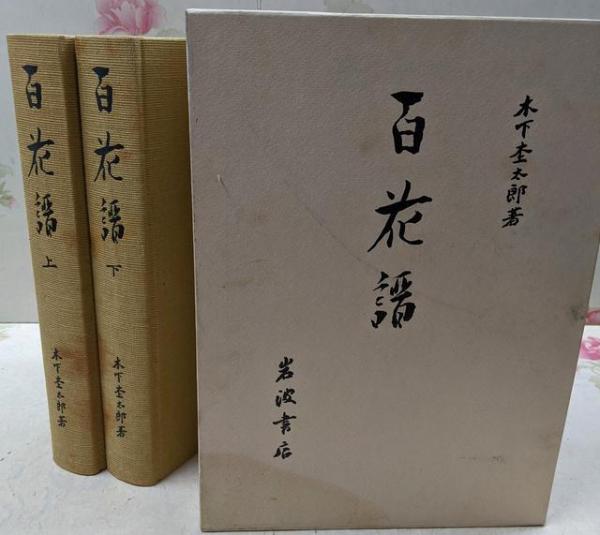 百花譜 上
木下杢太郎著
百花譜 下
木下杢太郎著
木下杢太郎著
百花譜
岩波書店